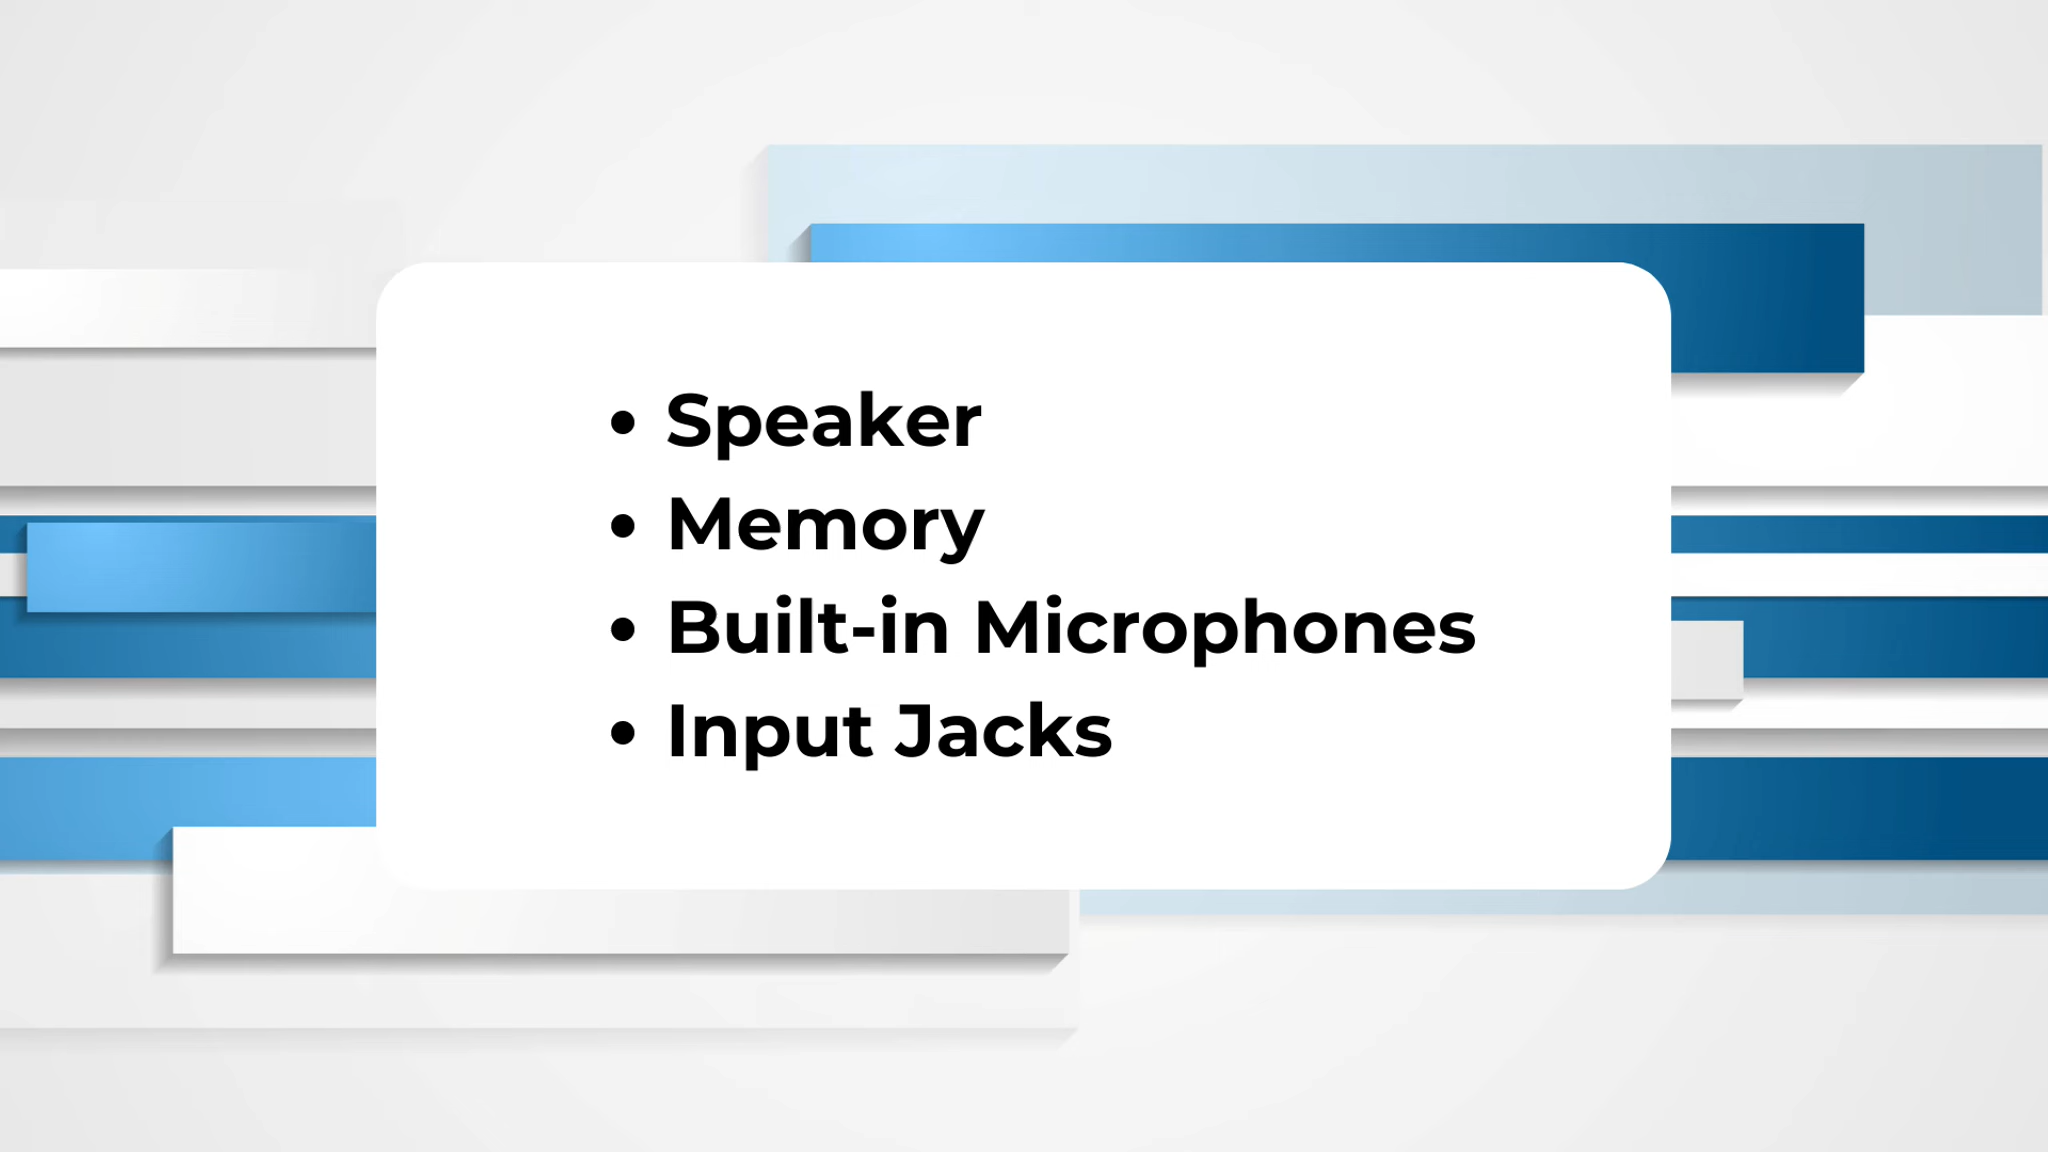 • Speaker
• Memory
• Built-in Microphones
• Input Jacks